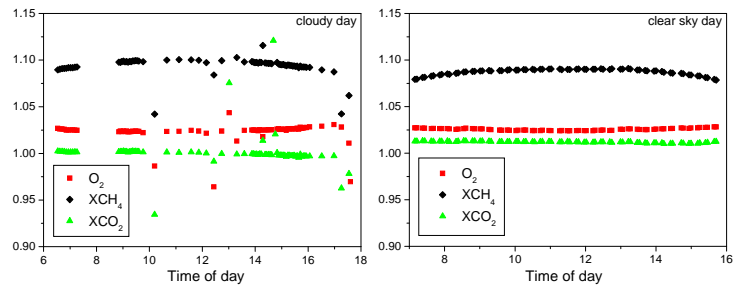 cloudy day
1.15
1.10
1.05
1.00
0.95
0.90
O₂
XCH₄
XCO₂
6 8 10 12 14 16 18
Time of day
clear sky day
1.15
1.10
1.05
1.00
0.95
0.90
O₂
XCH₄
XCO₂
8 10 12 14 16
Time of day